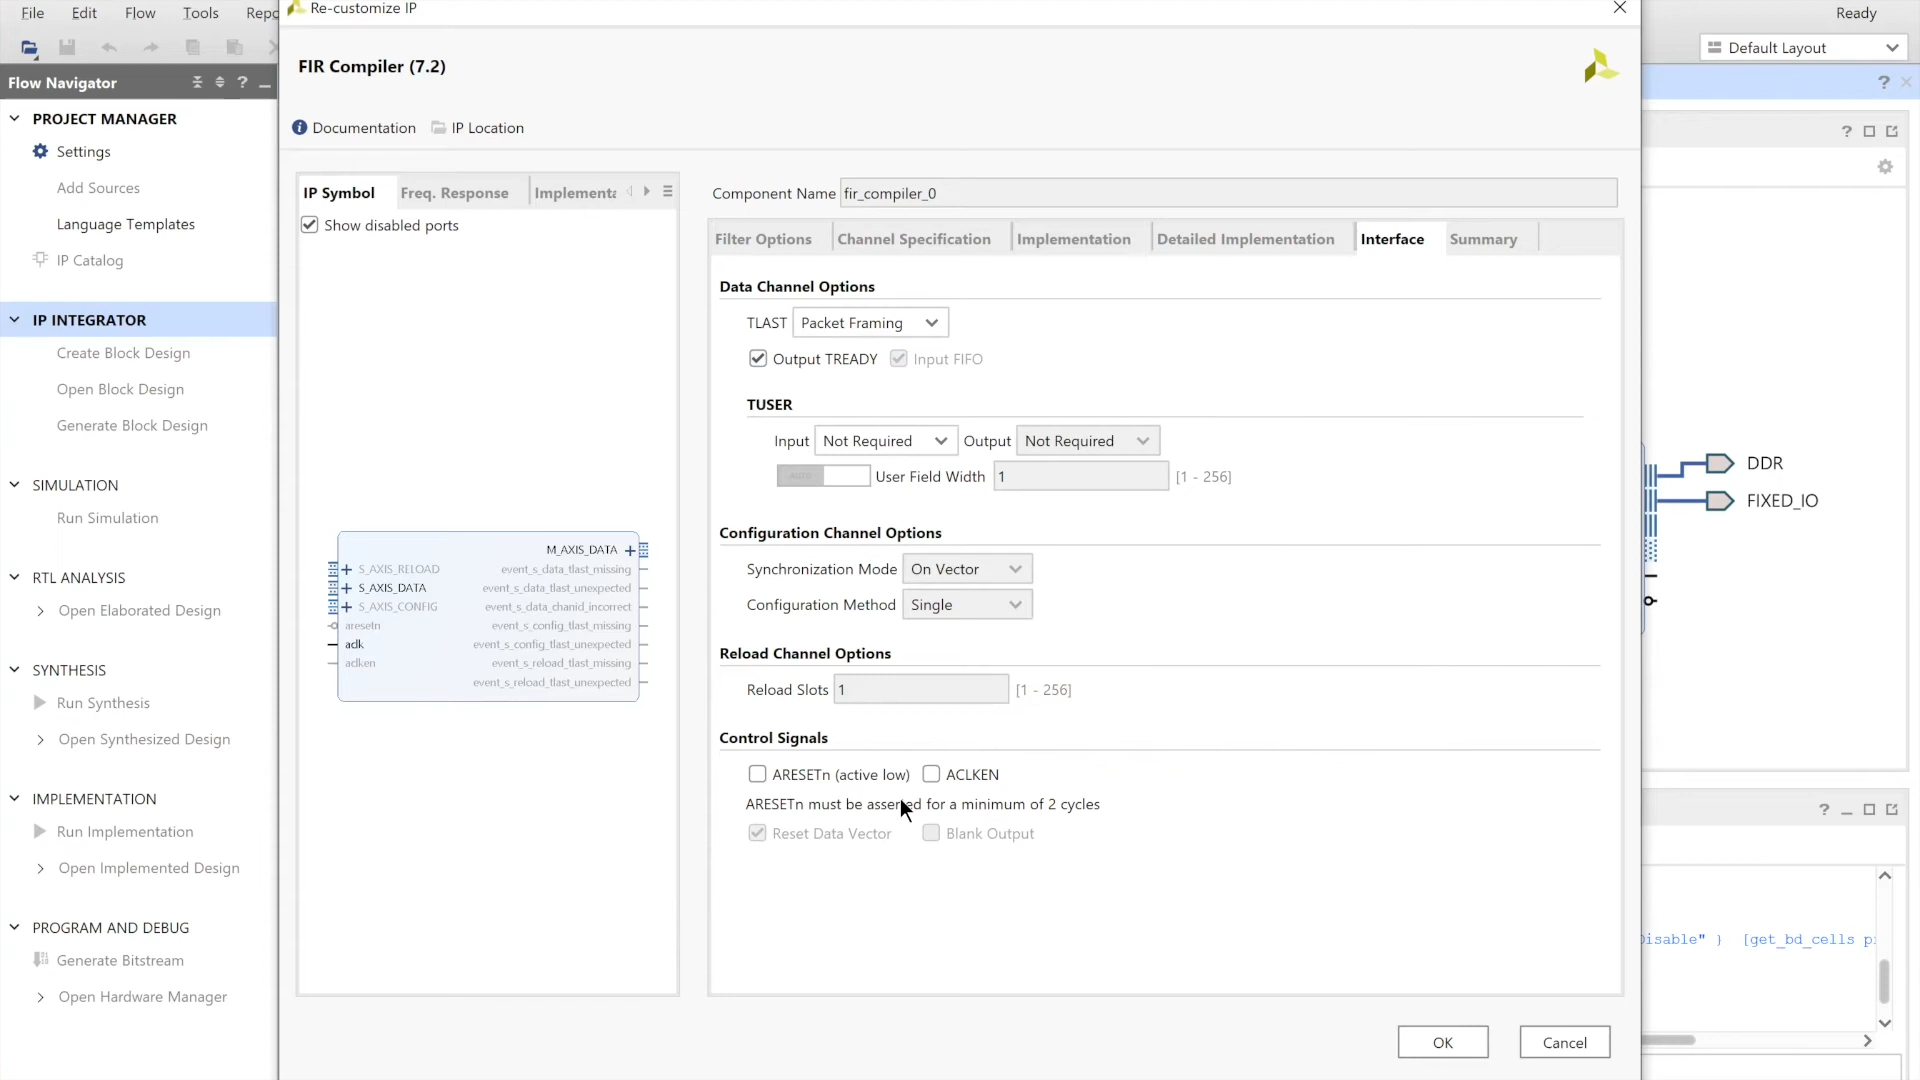 File Edit Flow Tools Repo
Re-customize IP
Ready
Default Layout
Flow Navigator
PROJECT MANAGER
Settings
Add Sources
Language Templates
IP Catalog
IP INTEGRATOR
Create Block Design
Open Block Design
Generate Block Design
SIMULATION
Run Simulation
RTL ANALYSIS
Open Elaborated Design
SYNTHESIS
Run Synthesis
Open Synthesized Design
IMPLEMENTATION
Run Implementation
Open Implemented Design
PROGRAM AND DEBUG
Generate Bitstream
Open Hardware Manager
FIR Compiler (7.2)
Documentation IP Location
IP Symbol Freq. Response Implementa
Show disabled ports
M_AXIS_DATA
S_AXIS_RELOAD event_s_data_tlast_missing
S_AXIS_DATA event_s_data_tlast_unexpected
S_AXIS_CONFIG event_s_data_chanid_incorrect
aresetn event_s_config_tlast_missing
aclk event_s_config_tlast_unexpected
aclken event_s_reload_tlast_missing
event_s_reload_tlast_unexpected
Component Name fir_compiler_0
Filter Options Channel Specification Implementation Detailed Implementation Interface Summary
Data Channel Options
TLAST Packet Framing
Output TREADY Input FIFO
TUSER
Input Not Required Output Not Required
User Field Width 1 [1 - 256]
Configuration Channel Options
Synchronization Mode On Vector
Configuration Method Single
Reload Channel Options
Reload Slots 1 [1 - 256]
Control Signals
ARESETn (active low) ACLKEN
ARESETn must be asserted for a minimum of 2 cycles
Reset Data Vector Blank Output
OK Cancel
DDR
FIXED_IO
Disable" } [get_bd_cells p